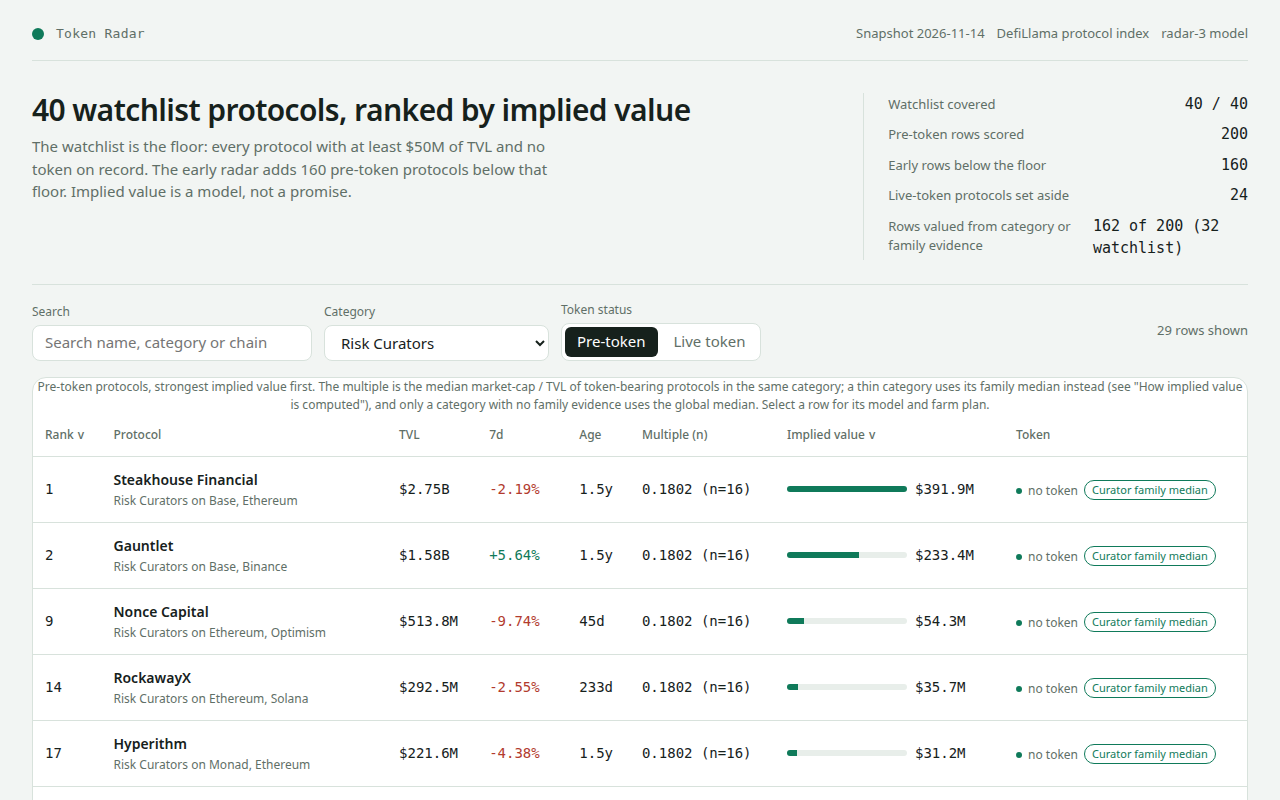 Token Radar
Snapshot 2026-11-14 DefiLlama protocol index radar-3 model
40 watchlist protocols, ranked by implied value
The watchlist is the floor: every protocol with at least $50M of TVL and no
token on record. The early radar adds 160 pre-token protocols below that
floor. Implied value is a model, not a promise.
Watchlist covered 40 / 40
Pre-token rows scored 200
Early rows below the floor 160
Live-token protocols set aside 24
Rows valued from category or family evidence 162 of 200 (32 watchlist)
Search
Category
Token status
Search name, category or chain
Risk Curators
Pre-token Live token
29 rows shown
Pre-token protocols, strongest implied value first. The multiple is the median market-cap / TVL of token-bearing protocols in the same category; a thin category uses its family median instead (see "How implied value
is computed"), and only a category with no family evidence uses the global median. Select a row for its model and farm plan.
Rank v Protocol TVL 7d Age Multiple (n) Implied value v Token
1 Steakhouse Financial $2.75B -2.19% 1.5y 0.1802 (n=16) $391.9M no token Curator family median
Risk Curators on Base, Ethereum
2 Gauntlet $1.58B +5.64% 1.5y 0.1802 (n=16) $233.4M no token Curator family median
Risk Curators on Base, Binance
9 Nonce Capital $513.8M -9.74% 45d 0.1802 (n=16) $54.3M no token Curator family median
Risk Curators on Ethereum, Optimism
14 RockawayX $292.5M -2.55% 233d 0.1802 (n=16) $35.7M no token Curator family median
Risk Curators on Ethereum, Solana
17 Hyperithm $221.6M -4.38% 1.5y 0.1802 (n=16) $31.2M no token Curator family median
Risk Curators on Monad, Ethereum